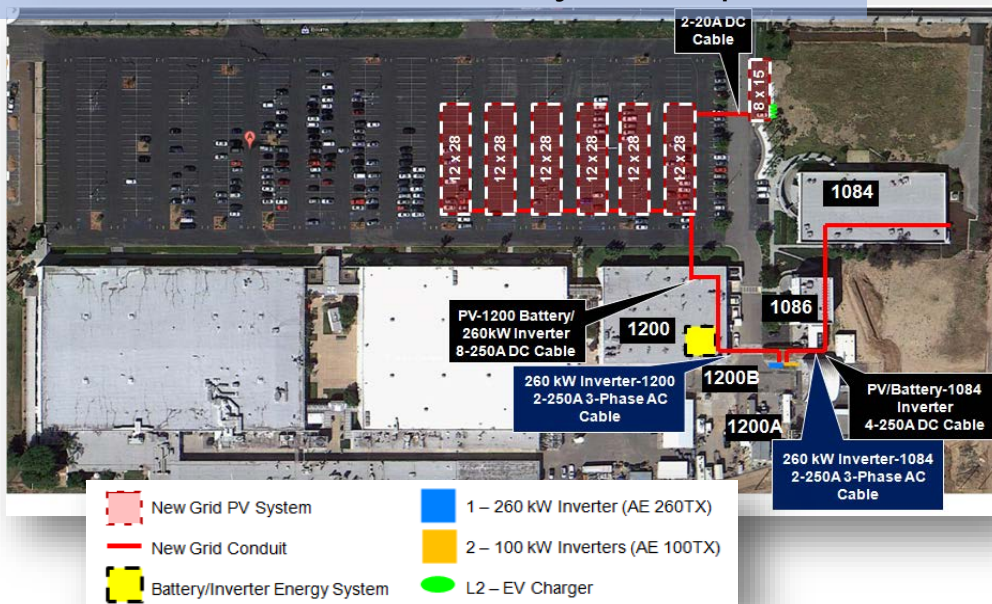 2-20A DC
Cable
8 x 15
12 x 28
12 x 28
12 x 28
12 x 28
12 x 28
12 x 28
A
1084
PV-1200 Battery/
260kW Inverter
8-250A DC Cable
1200
1086
260 kW Inverter-1200
2-250A 3-Phase AC
Cable
1200B
1200A
PV/Battery-1084
Inverter
4-250A DC Cable
260 kW Inverter-1084
2-250A 3-Phase AC
Cable
New Grid PV System
1 – 260 kW Inverter (AE 260TX)
New Grid Conduit
2 – 100 kW Inverters (AE 100TX)
Battery/Inverter Energy System
L2 – EV Charger